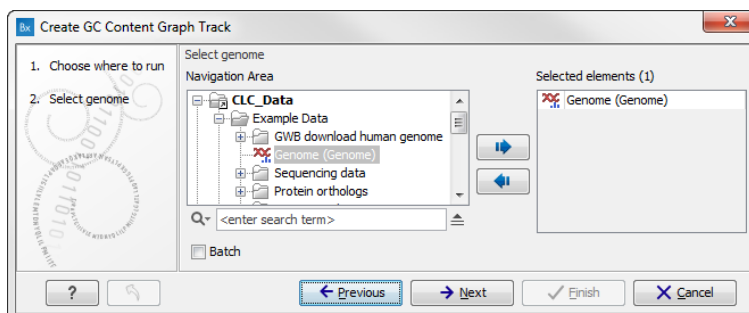 Bx Create GC Content Graph Track
1. Choose where to run
2. Select genome
Select genome
Navigation Area
CLC_Data
Example Data
GWB download human genome
Genome (Genome)
Sequencing data
Protein orthologs
<enter search term>
Batch
Selected elements (1)
Genome (Genome)
?
Previous
Next
Finish
Cancel